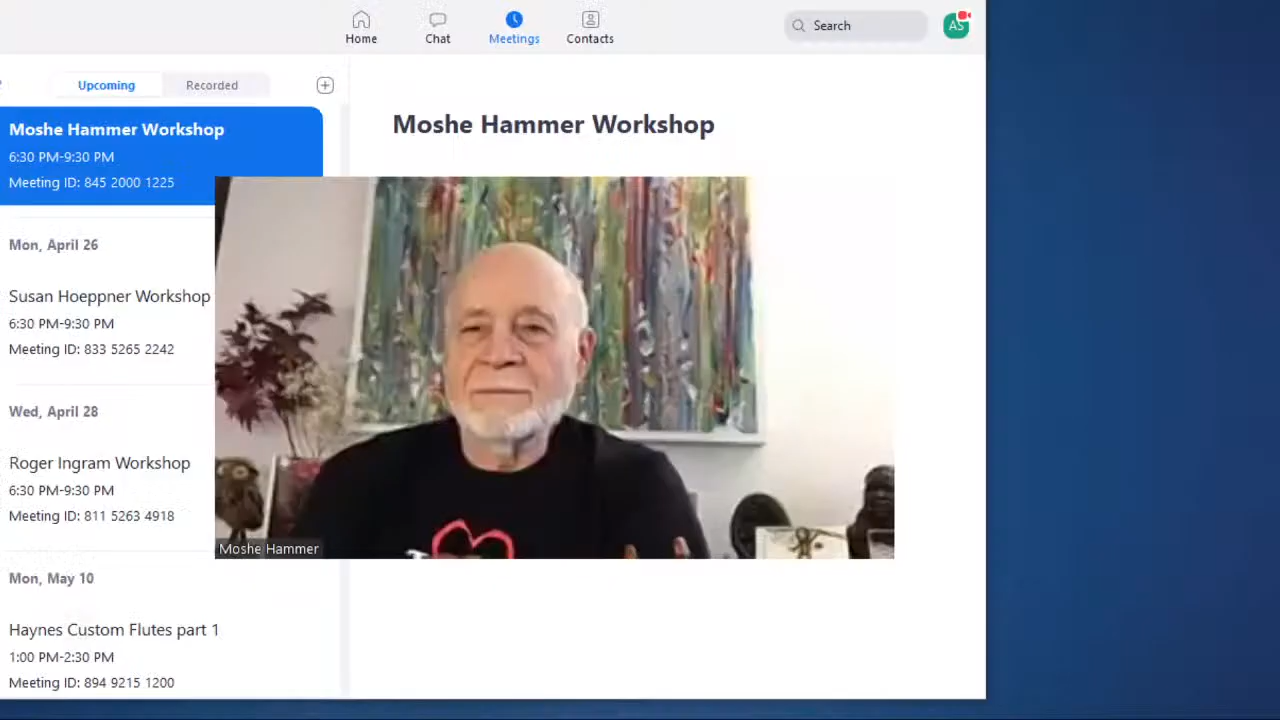 Home
Chat
Meetings
Contacts
Search
AS
Upcoming
Recorded
Moshe Hammer Workshop
6:30 PM-9:30 PM
Meeting ID: 845 2000 1225
Mon, April 26
Susan Hoeppner Workshop
6:30 PM-9:30 PM
Meeting ID: 833 5265 2242
Wed, April 28
Roger Ingram Workshop
6:30 PM-9:30 PM
Meeting ID: 811 5263 4918
Mon, May 10
Haynes Custom Flutes part 1
1:00 PM-2:30 PM
Meeting ID: 894 9215 1200
Moshe Hammer Workshop
Moshe Hammer